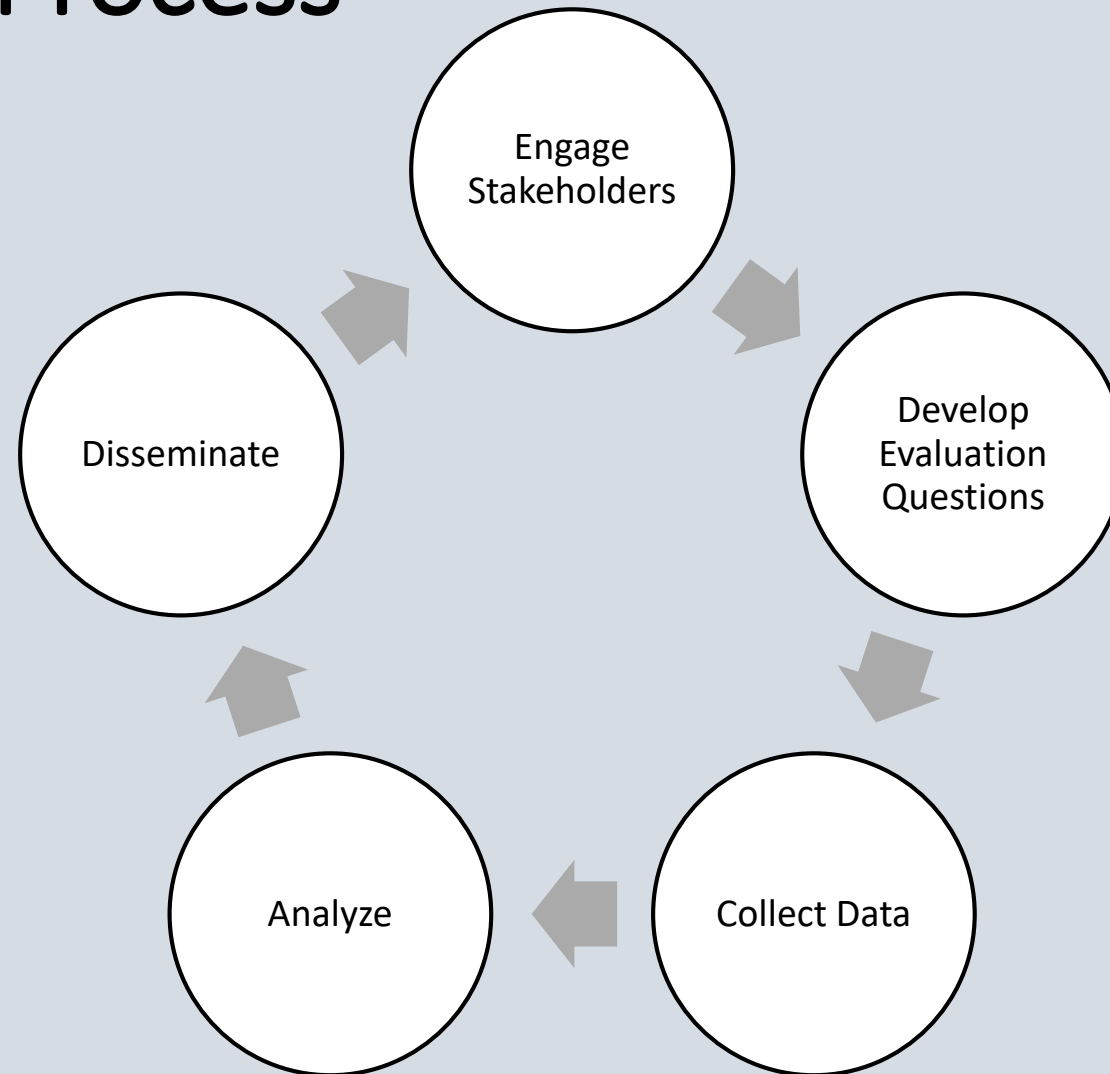 Process
Engage
Stakeholders
Develop
Evaluation
Questions
Collect Data
Analyze
Disseminate